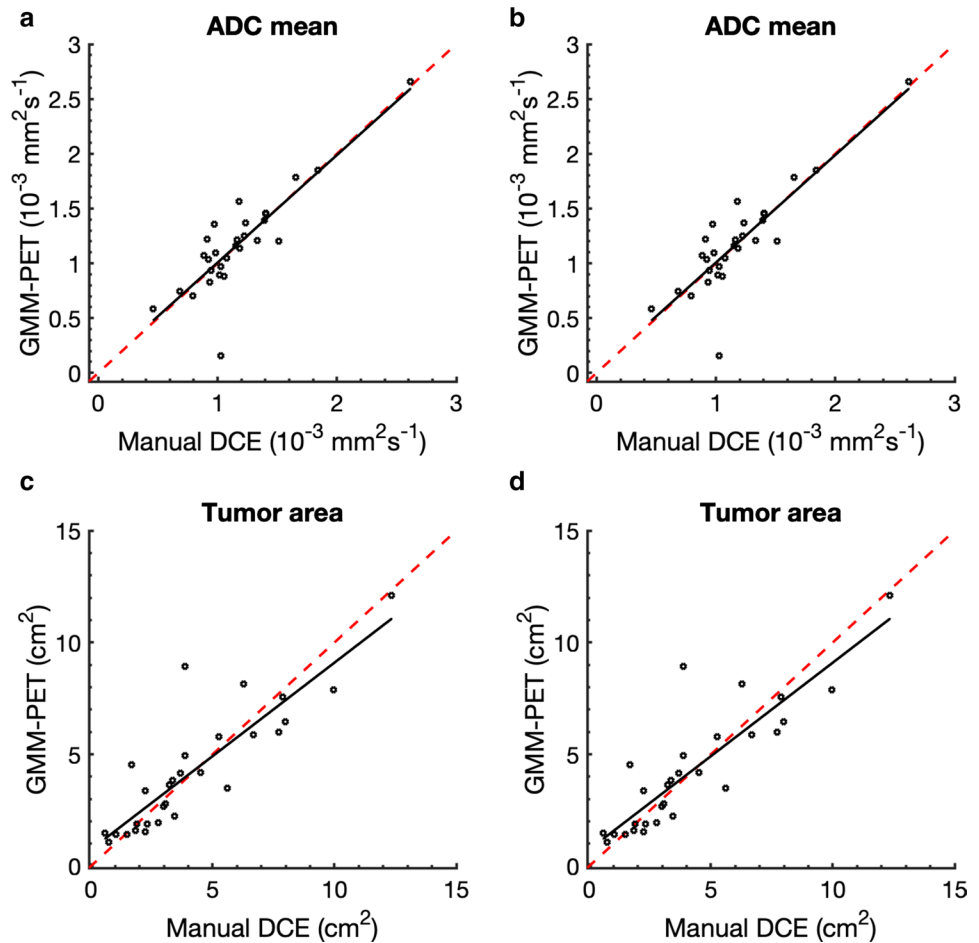 a
ADC mean
3
2.5
2
1.5
1
0.5
0
GMM-PET (10⁻³ mm²s⁻¹)
0 1 2 3
Manual DCE (10⁻³ mm²s⁻¹)
b
ADC mean
3
2.5
2
1.5
1
0.5
0
GMM-PET (10⁻³ mm²s⁻¹)
0 1 2 3
Manual DCE (10⁻³ mm²s⁻¹)
c
Tumor area
15
10
5
0
GMM-PET (cm²)
0 5 10 15
Manual DCE (cm²)
d
Tumor area
15
10
5
0
GMM-PET (cm²)
0 5 10 15
Manual DCE (cm²)